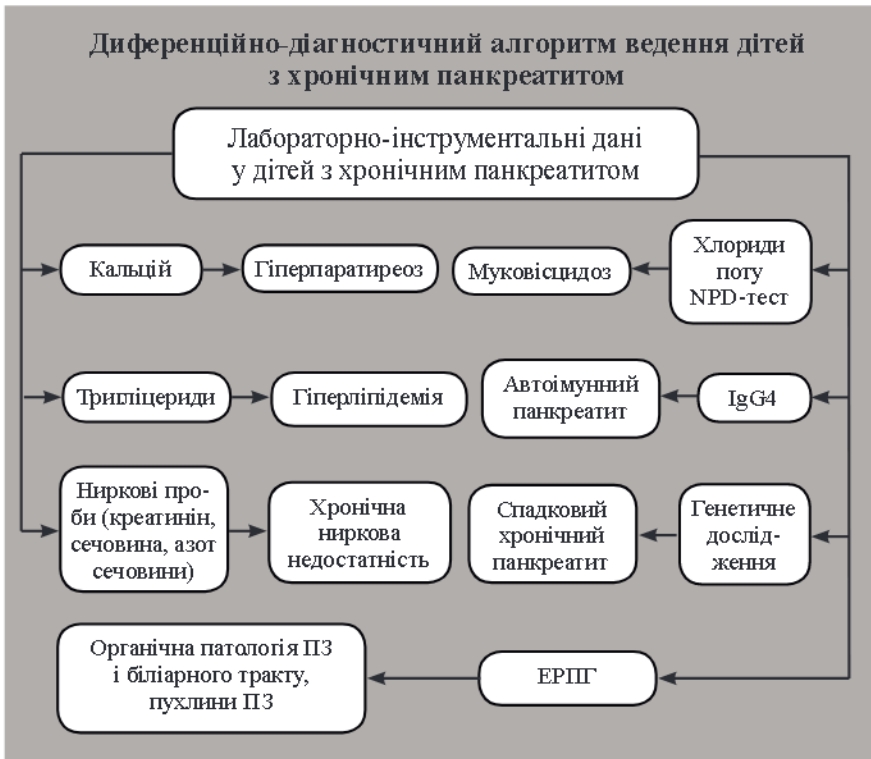 Диференційно-діагностичний алгоритм ведення дітей
з хронічним панкреатитом
Лабораторно-інструментальні дані
у дітей з хронічним панкреатитом
Кальцій
Гіперпаратиреоз
Муковісцидоз
Хлориди
поту
NPD-тест
Тригліцериди
Гіперліпідемія
Автоімунний
панкреатит
IgG4
Ниркові про-
би (креатинін,
сечовина, азот
сечовини)
Хронічна
ниркова
недостатність
Спадковий
хронічний
панкреатит
Генетичне
дослід-
ження
Органічна патологія ПЗ
і біліарного тракту,
пухлини ПЗ
ЕРПГ